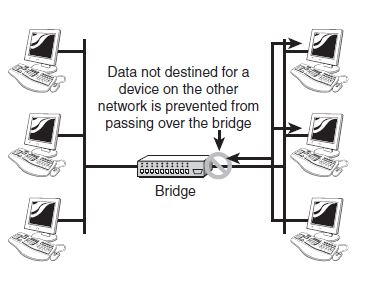 Data not destined for a
device on the other
network is prevented from
passing over the bridge
Bridge